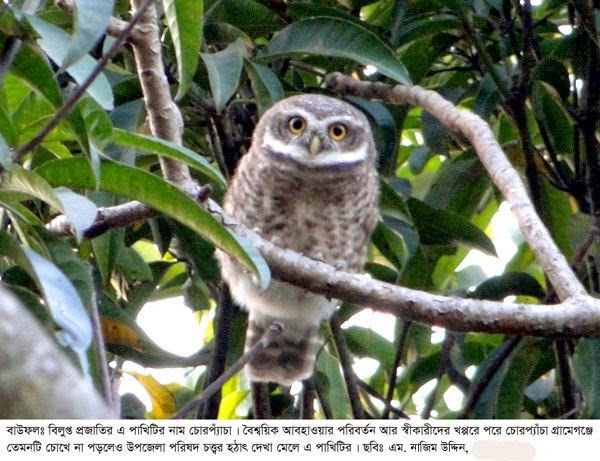 বাউফলঃ বিলুপ্ত প্রজাতির এ পাখিটির নাম চোরপ্যাঁচা । বৈশ্বয়িক আবহাওয়ার পরিবর্তন আর স্বীকারীদের খপ্পরে পরে চোরপ্যাঁচা গ্রামেগঞ্জে
তেমনটি চোখে না পড়লেও উপজেলা পরিষদ চত্ত্বর হঠাৎ দেখা মেলে এ পাখিটির । ছবিঃ এম. নাজিম উদ্দিন,